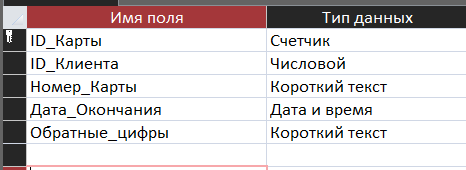 Имя поля Тип данных
ID_Карты Счетчик
ID_Клиента Числовой
Номер_Карты Короткий текст
Дата_Окончания Дата и время
Обратные_цифры Короткий текст